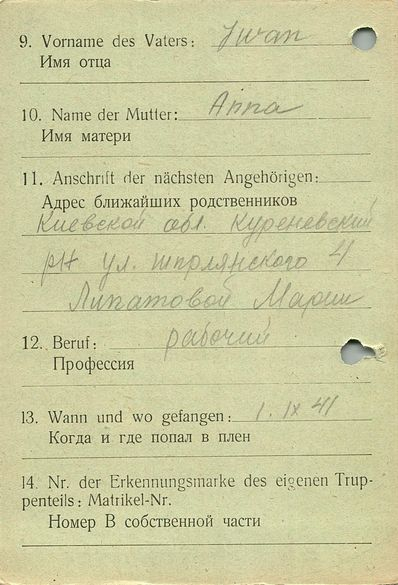 9. Vorname des Vaters: Iwan
Имя отца
10. Name der Mutter: Anna
Имя матери
11. Anschrift der nächsten Angehörigen:
Адрес ближайших родственников
Киевской обл. Куреневский
рн ул. 4
Липатовой Марии
12. Beruf: рабочий
Профессия
13. Wann und wo gefangen: 1. IX 41
Когда и где попал в плен
14. Nr. der Erkennungsmarke des eigenen Trup-
penteils: Matrikel-Nr.
Номер В собственной части